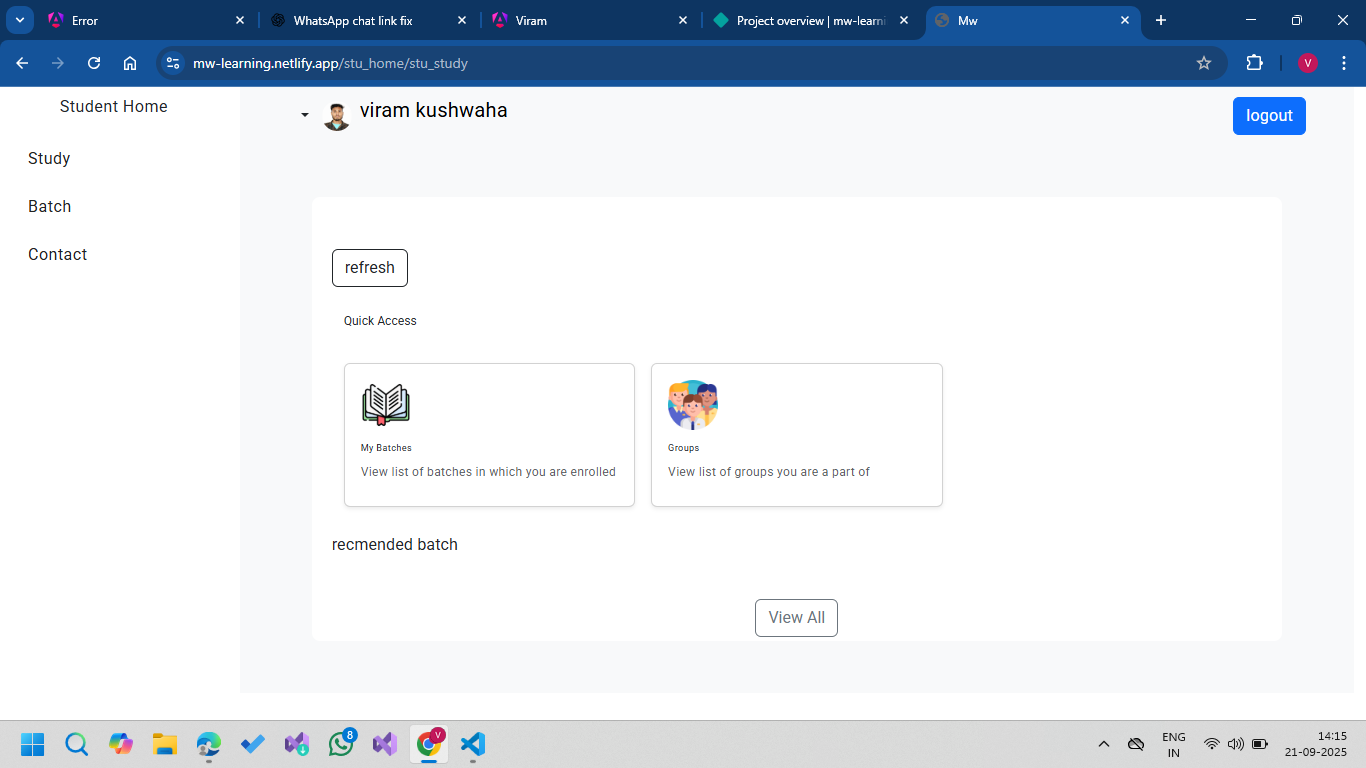 Error
WhatsApp chat link fix
Viram
Project overview | mw-learni
Mw
mw-learning.netlify.app/stu_home/stu_study
V
Student Home
viram kushwaha
logout
Study
Batch
Contact
refresh
Quick Access
My Batches
View list of batches in which you are enrolled
Groups
View list of groups you are a part of
recmended batch
View All
8
V
ENG
IN
14:15
21-09-2025